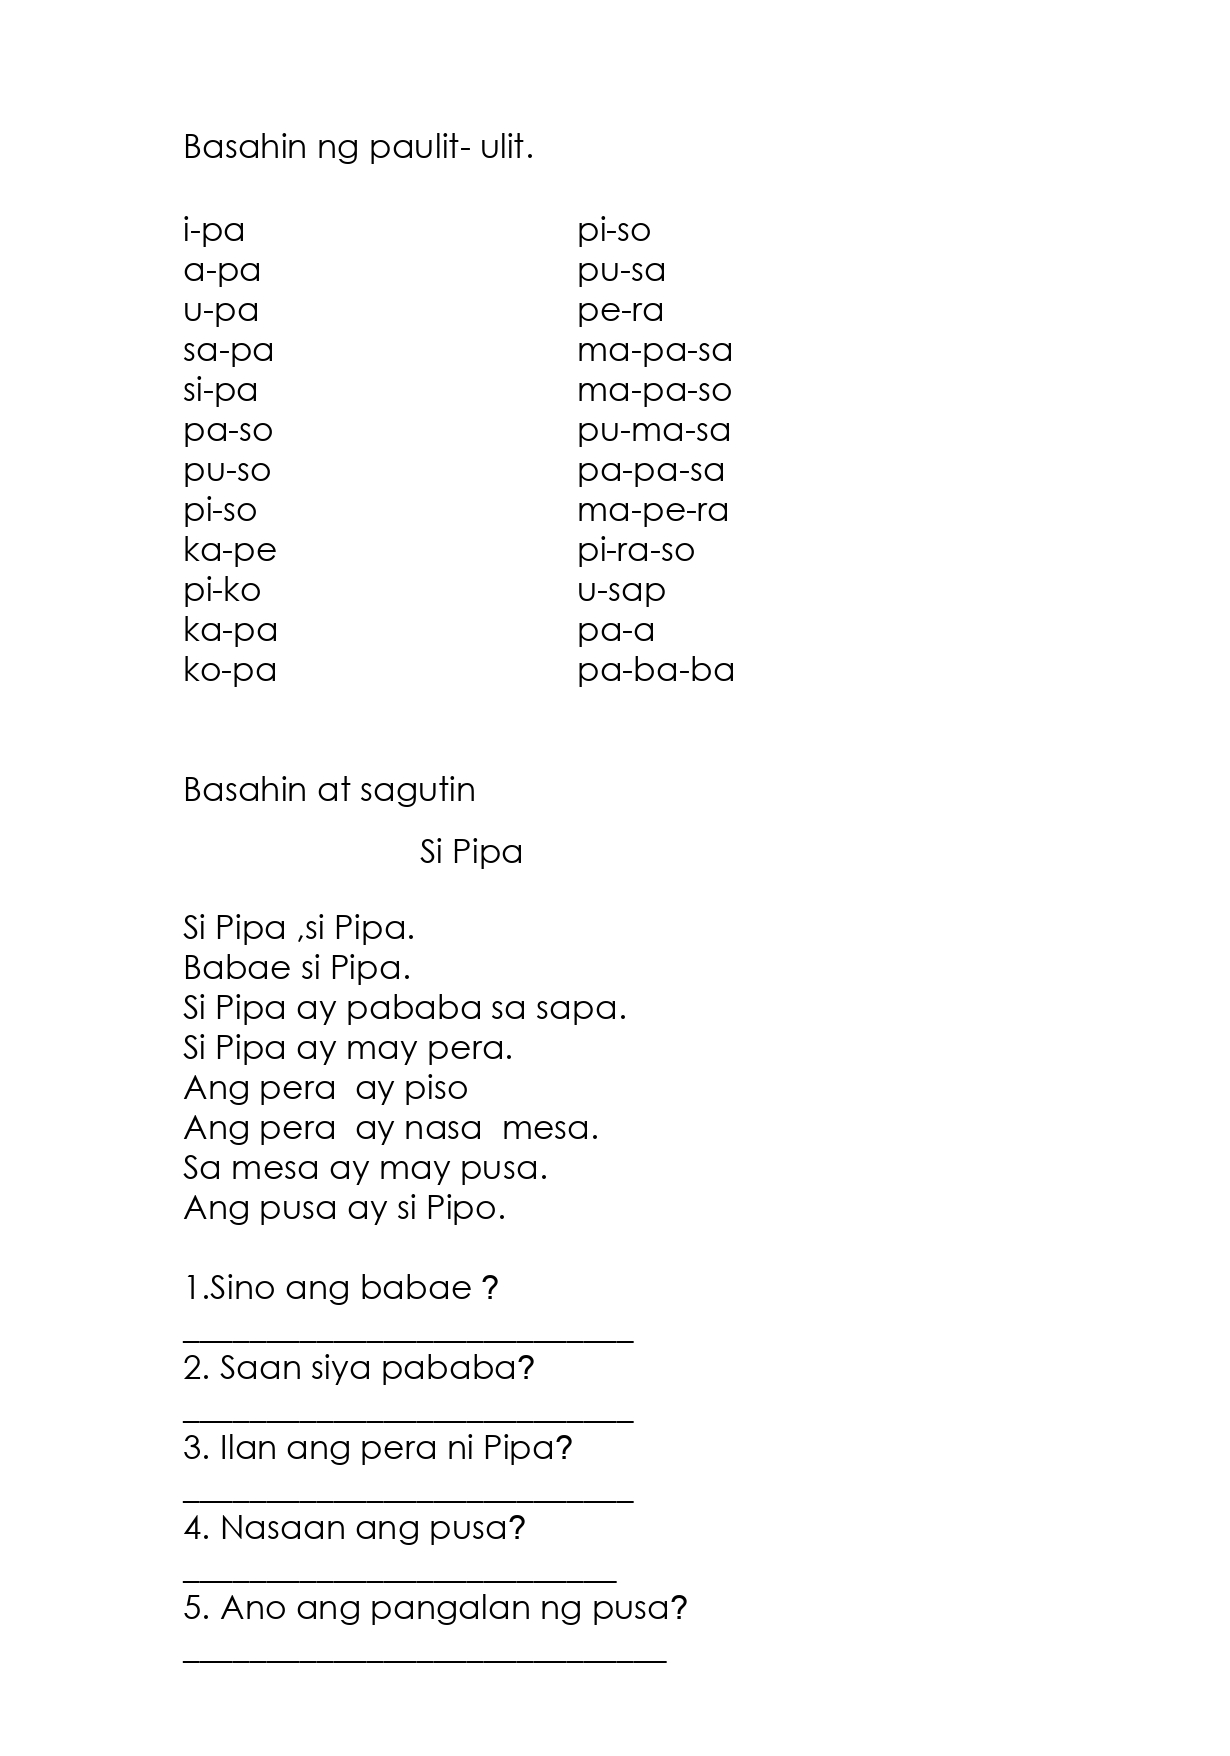 Basahin ng paulit- ulit.
i-pa
a-pa
u-pa
sa-pa
si-pa
pa-so
pu-so
pi-so
ka-pe
pi-ko
ka-pa
ko-pa
pi-so
pu-sa
pe-ra
ma-pa-sa
ma-pa-so
pu-ma-sa
pa-pa-sa
ma-pe-ra
pi-ra-so
u-sap
pa-a
pa-ba-ba
Basahin at sagutin
Si Pipa
Si Pipa ,si Pipa.
Babae si Pipa.
Si Pipa ay pababa sa sapa.
Si Pipa ay may pera.
Ang pera  ay piso
Ang pera  ay nasa  mesa.
Sa mesa ay may pusa.
Ang pusa ay si Pipo.
1.Sino ang babae ?
___________________________
2. Saan siya pababa?
___________________________
3. Ilan ang pera ni Pipa?
___________________________
4. Nasaan ang pusa?
__________________________
5. Ano ang pangalan ng pusa?
_____________________________